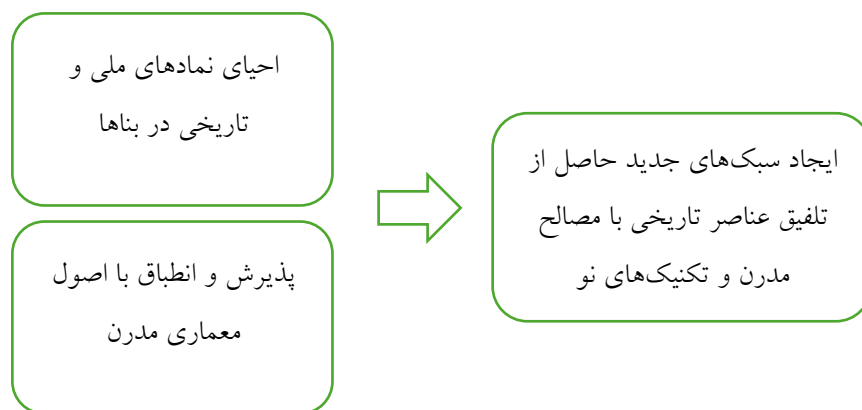 احیای نمادهای ملی و
تاریخی در بناها
پذیرش و انطباق با اصول
معماری مدرن
ایجاد سبک‌های جدید حاصل از
تلفیق عناصر تاریخی با مصالح
مدرن و تکنیک‌های نو